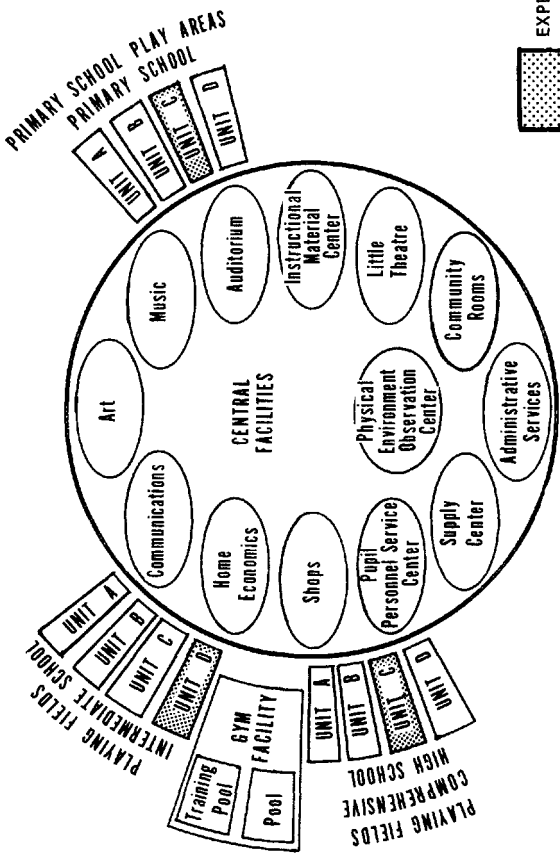 PRIMARY SCHOOL PLAY AREAS
PRIMARY SCHOOL
UNIT A
UNIT B
UNIT C
UNIT D
PLAYING FIELDS
INTERMEDIATE SCHOOL
UNIT A
UNIT B
UNIT C
UNIT D
GYM
FACILITY
Training
Pool
Pool
PLAYING FIELDS
COMPREHENSIVE
HIGH SCHOOL
UNIT A
UNIT B
UNIT C
UNIT D
CENTRAL
FACILITIES
Art
Music
Auditorium
Instructional
Material
Center
Little
Theatre
Community
Rooms
Administrative
Services
Physical
Environment
Observation
Center
Supply
Center
Pupil
Personnel Service
Center
Shops
Home
Economics
Communications